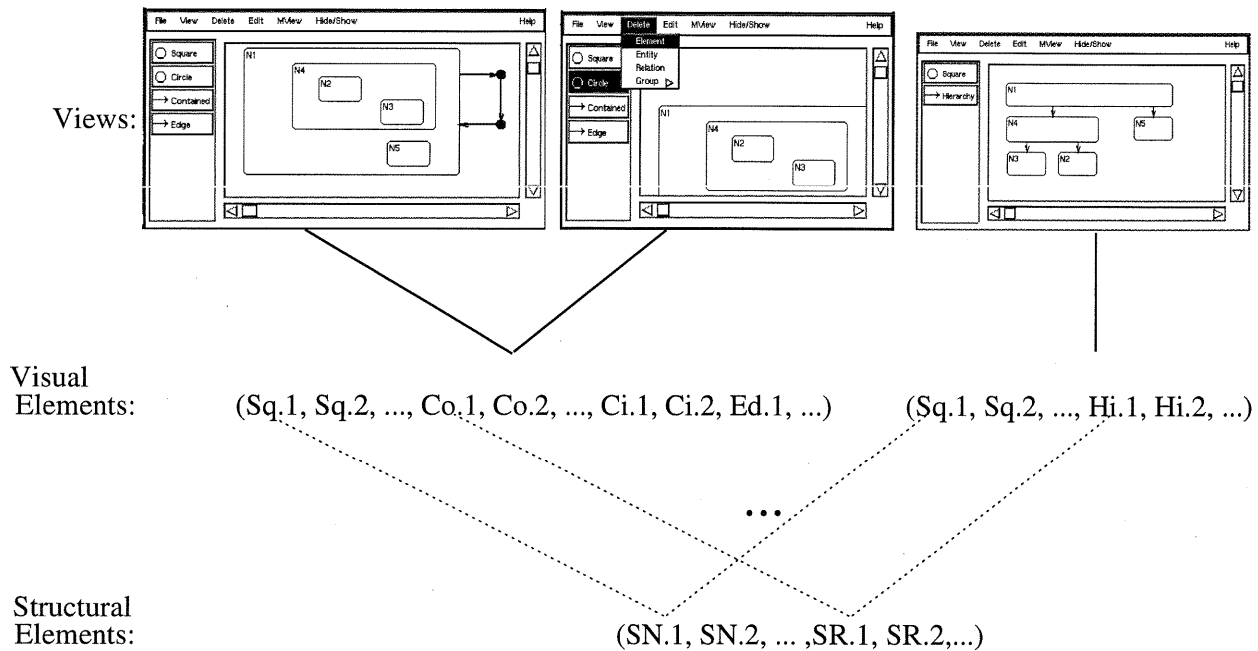 File View Delete Edit MView Hide/Show Help
Square
Circle
Contained
Edge
N1
N4
N2
N3
N5
File View Delete Edit MView Hide/Show Help
Element
Entity
Relation
Group
Square
Circle
Contained
Edge
N1
N4
N2
N3
File View Delete Edit MView Hide/Show Help
Square
Hierarchy
N1
N4
N5
N3
N2
Views:
Visual
Elements:
(Sq.1, Sq.2, ..., Co.1, Co.2, ..., Ci.1, Ci.2, Ed.1, ...)
(Sq.1, Sq.2, ..., Hi.1, Hi.2, ...)
...
Structural
Elements:
(SN.1, SN.2, ... ,SR.1, SR.2,...)